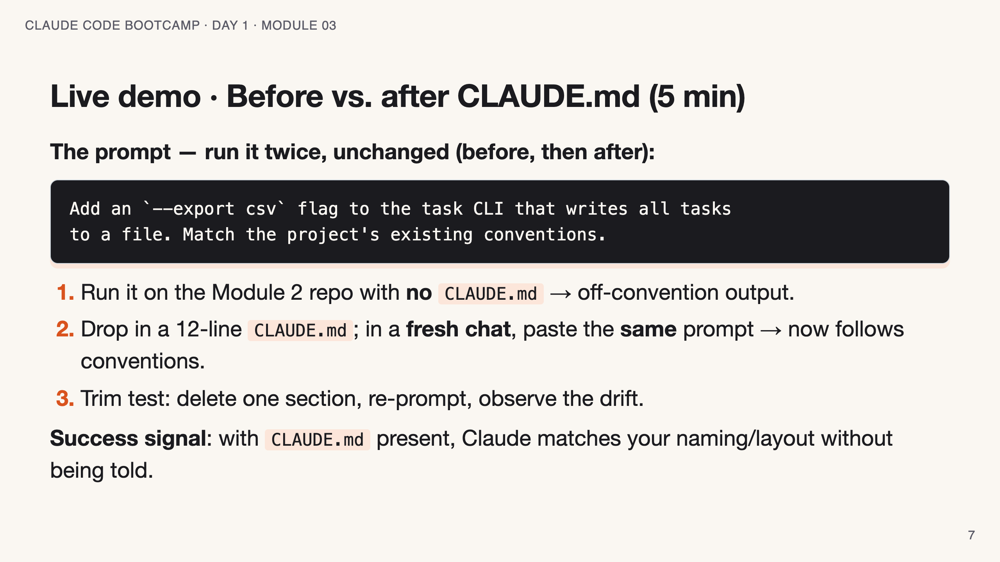 CLAUDE CODE BOOTCAMP · DAY 1 · MODULE 03
Live demo · Before vs. after CLAUDE.md (5 min)
The prompt — run it twice, unchanged (before, then after):
Add an `--export csv` flag to the task CLI that writes all tasks
to a file. Match the project's existing conventions.
1. Run it on the Module 2 repo with no CLAUDE.md → off-convention output.
2. Drop in a 12-line CLAUDE.md; in a fresh chat, paste the same prompt → now follows
conventions.
3. Trim test: delete one section, re-prompt, observe the drift.
Success signal: with CLAUDE.md present, Claude matches your naming/layout without
being told.
7